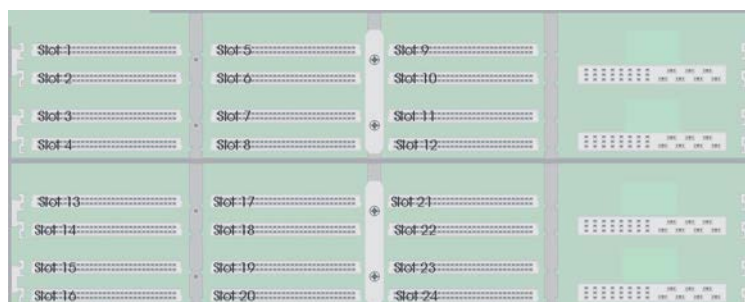 Slot 1 Slot 5 Slot 9
Slot 2 Slot 6 Slot 10
Slot 3 Slot 7 Slot 11
Slot 4 Slot 8 Slot 12
Slot 13 Slot 17 Slot 21
Slot 14 Slot 18 Slot 22
Slot 15 Slot 19 Slot 23
Slot 16 Slot 20 Slot 24